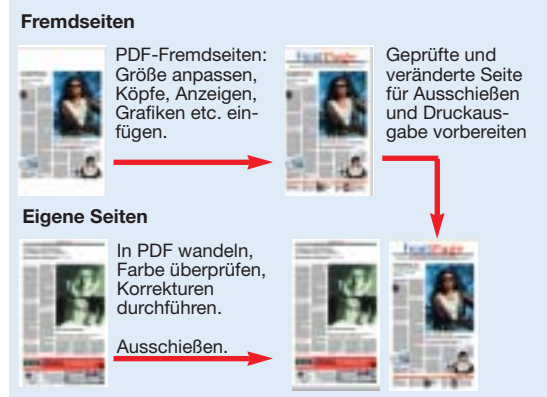 Fremdseiten
PDF-Fremdseiten:
Größe anpassen,
Köpfe, Anzeigen,
Grafiken etc. ein-
fügen.
Geprüfte und
veränderte Seite
für Ausschießen
und Druckaus-
gabe vorbereiten
Eigene Seiten
In PDF wandeln,
Farbe überprüfen,
Korrekturen
durchführen.
Ausschießen.